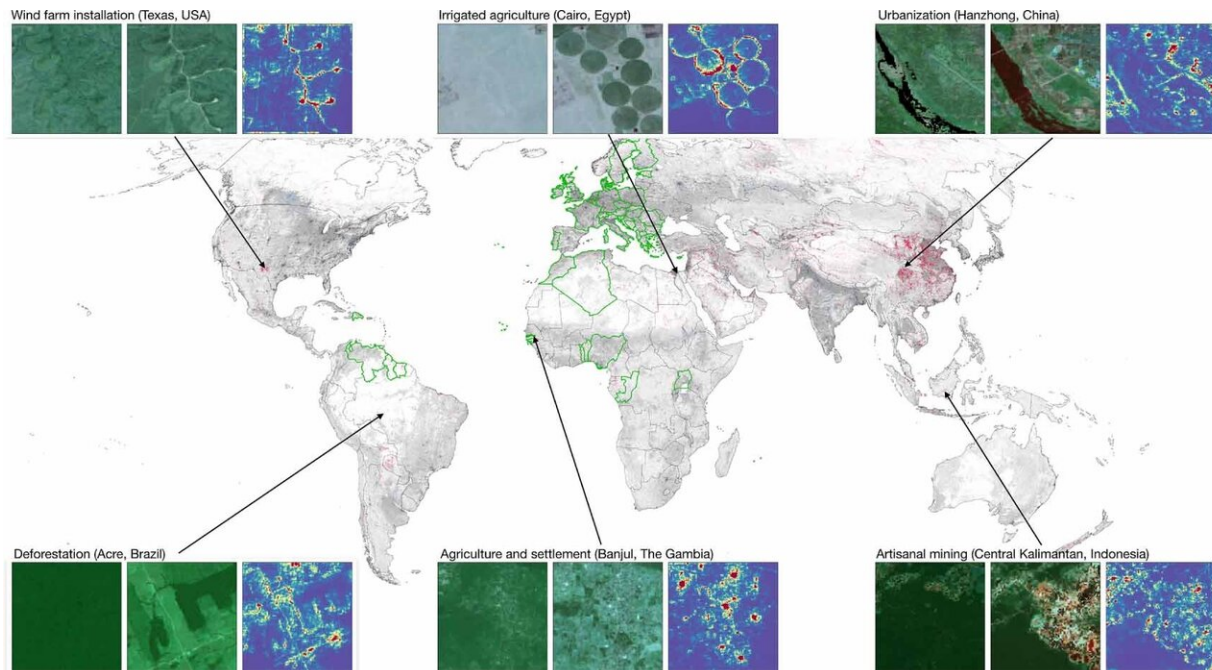 Wind farm installation (Texas, USA)
Irrigated agriculture (Cairo, Egypt)
Urbanization (Hanzhong, China)
Deforestation (Acre, Brazil)
Agriculture and settlement (Banjul, The Gambia)
Artisanal mining (Central Kalimantan, Indonesia)